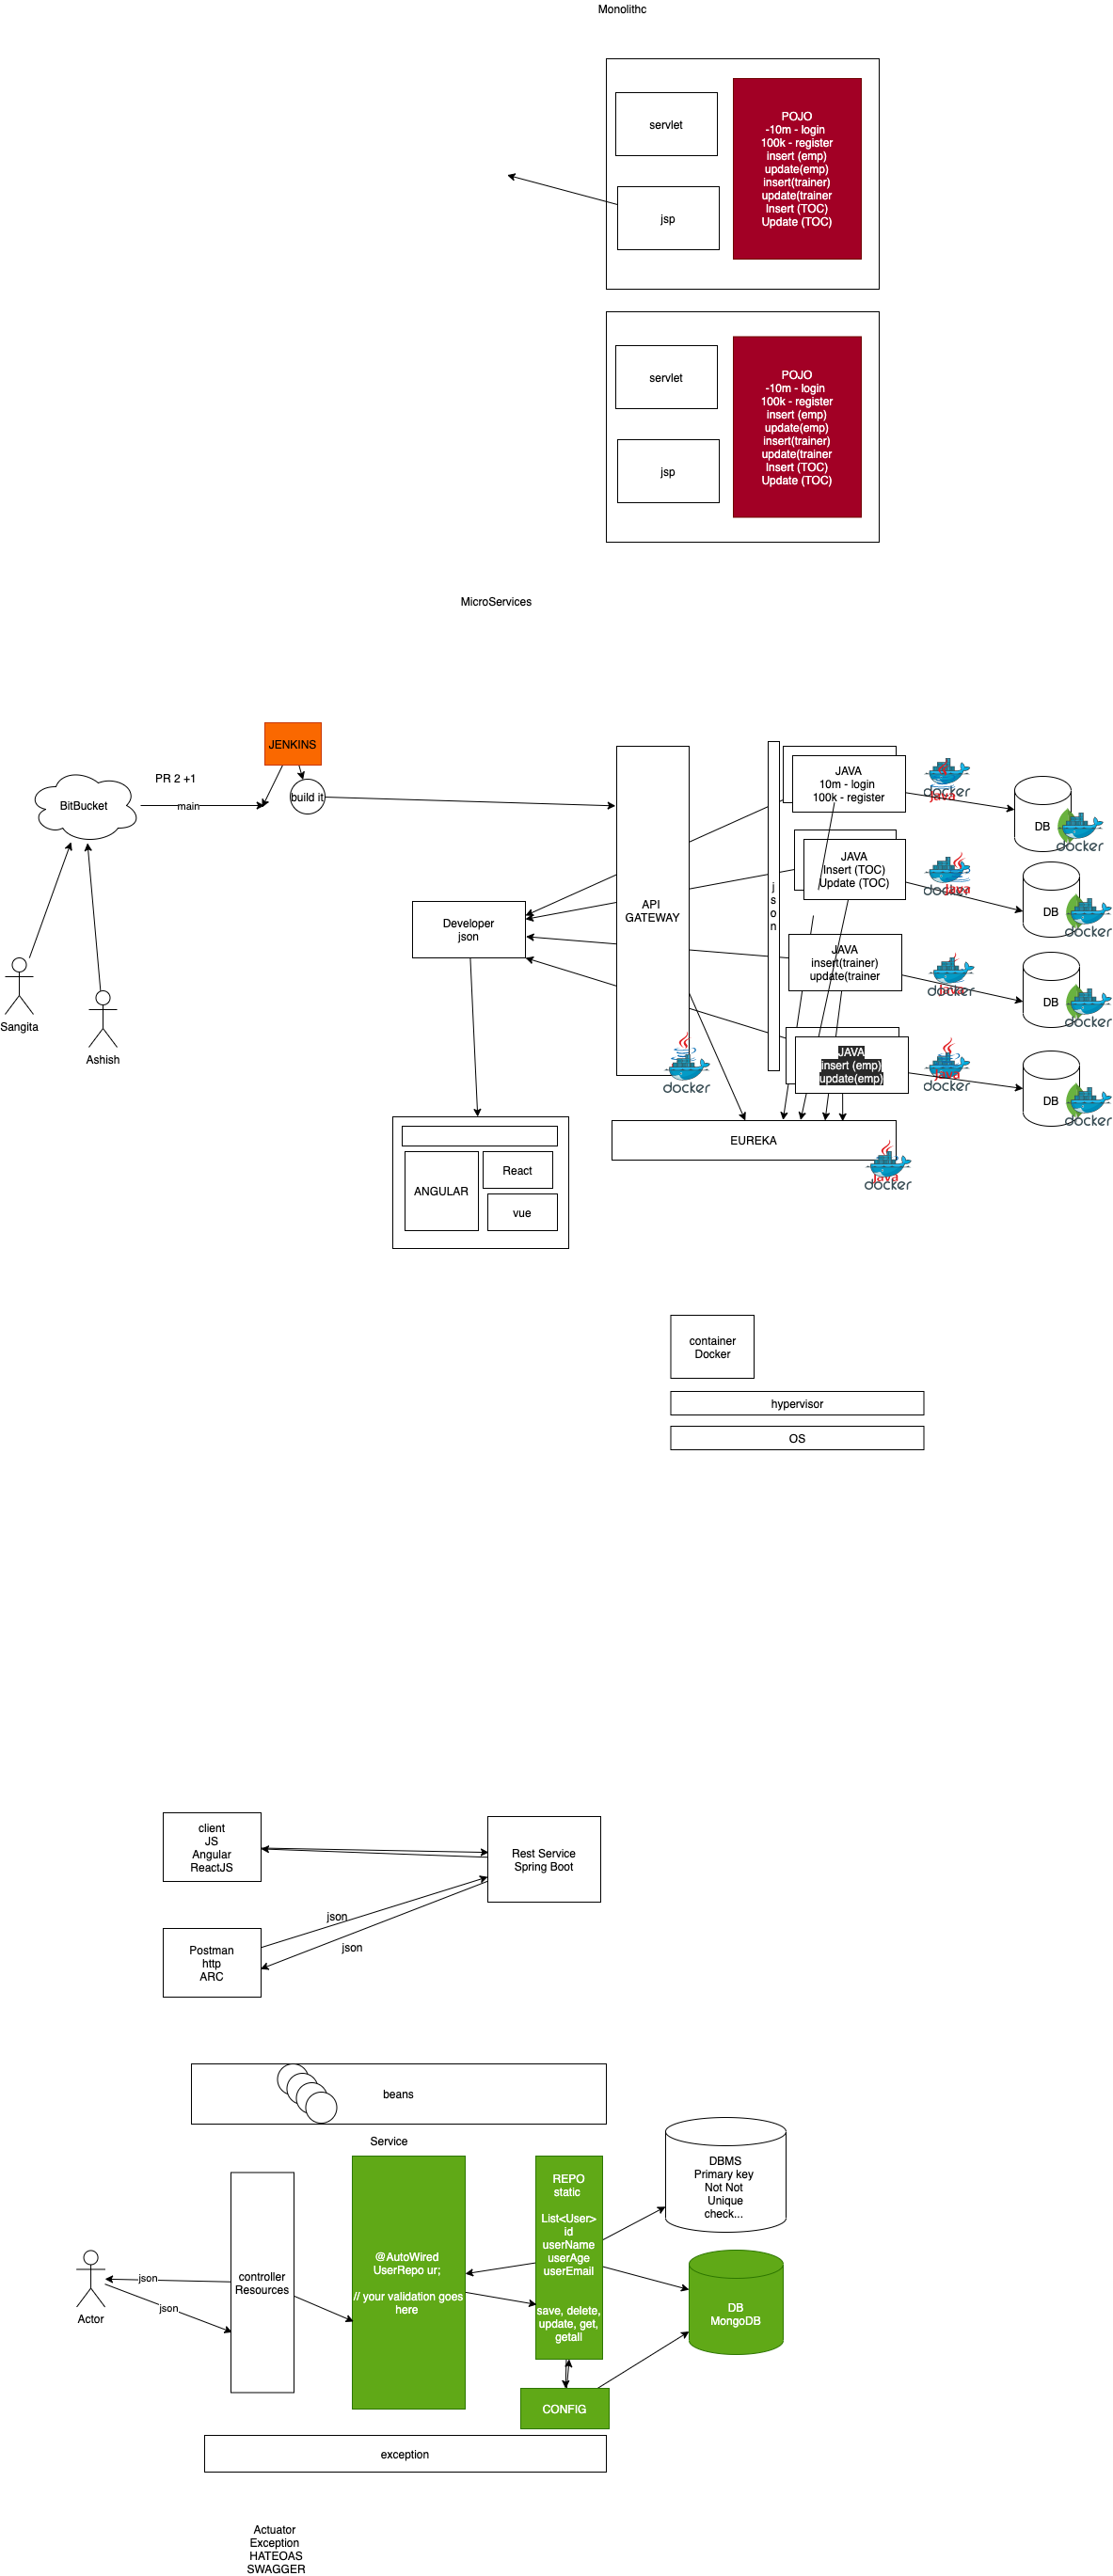 Monolithc
servlet
jsp
POJO
-10m - login
100k - register
insert (emp)
update(emp)
insert(trainer)
update(trainer
Insert (TOC)
Update (TOC)
servlet
jsp
POJO
-10m - login
100k - register
insert (emp)
update(emp)
insert(trainer)
update(trainer
Insert (TOC)
Update (TOC)
MicroServices
JENKINS
build it
PR 2 +1
main
BitBucket
Sangita
Ashish
Developer
json
API
GATEWAY
json
JAVA
10m - login
100k - register
docker
Java
DB
docker
JAVA
Insert (TOC)
Update (TOC)
docker
Java
DB
docker
JAVA
insert(trainer)
update(trainer
docker
Java
DB
docker
JAVA
insert (emp)
update(emp)
docker
Java
DB
docker
docker
EUREKA
Java
docker
ANGULAR
React
vue
container
Docker
hypervisor
OS
client
JS
Angular
ReactJS
Rest Service
Spring Boot
json
json
Postman
http
ARC
beans
Service
@AutoWired
UserRepo ur;
// your validation goes
here
REPO
static
List<User>
id
userName
userAge
userEmail
save, delete,
update, get,
getall
DBMS
Primary key
Not Not
Unique
check...
DB
MongoDB
controller
Resources
json
json
Actor
CONFIG
exception
Actuator
Exception
HATEOAS
SWAGGER